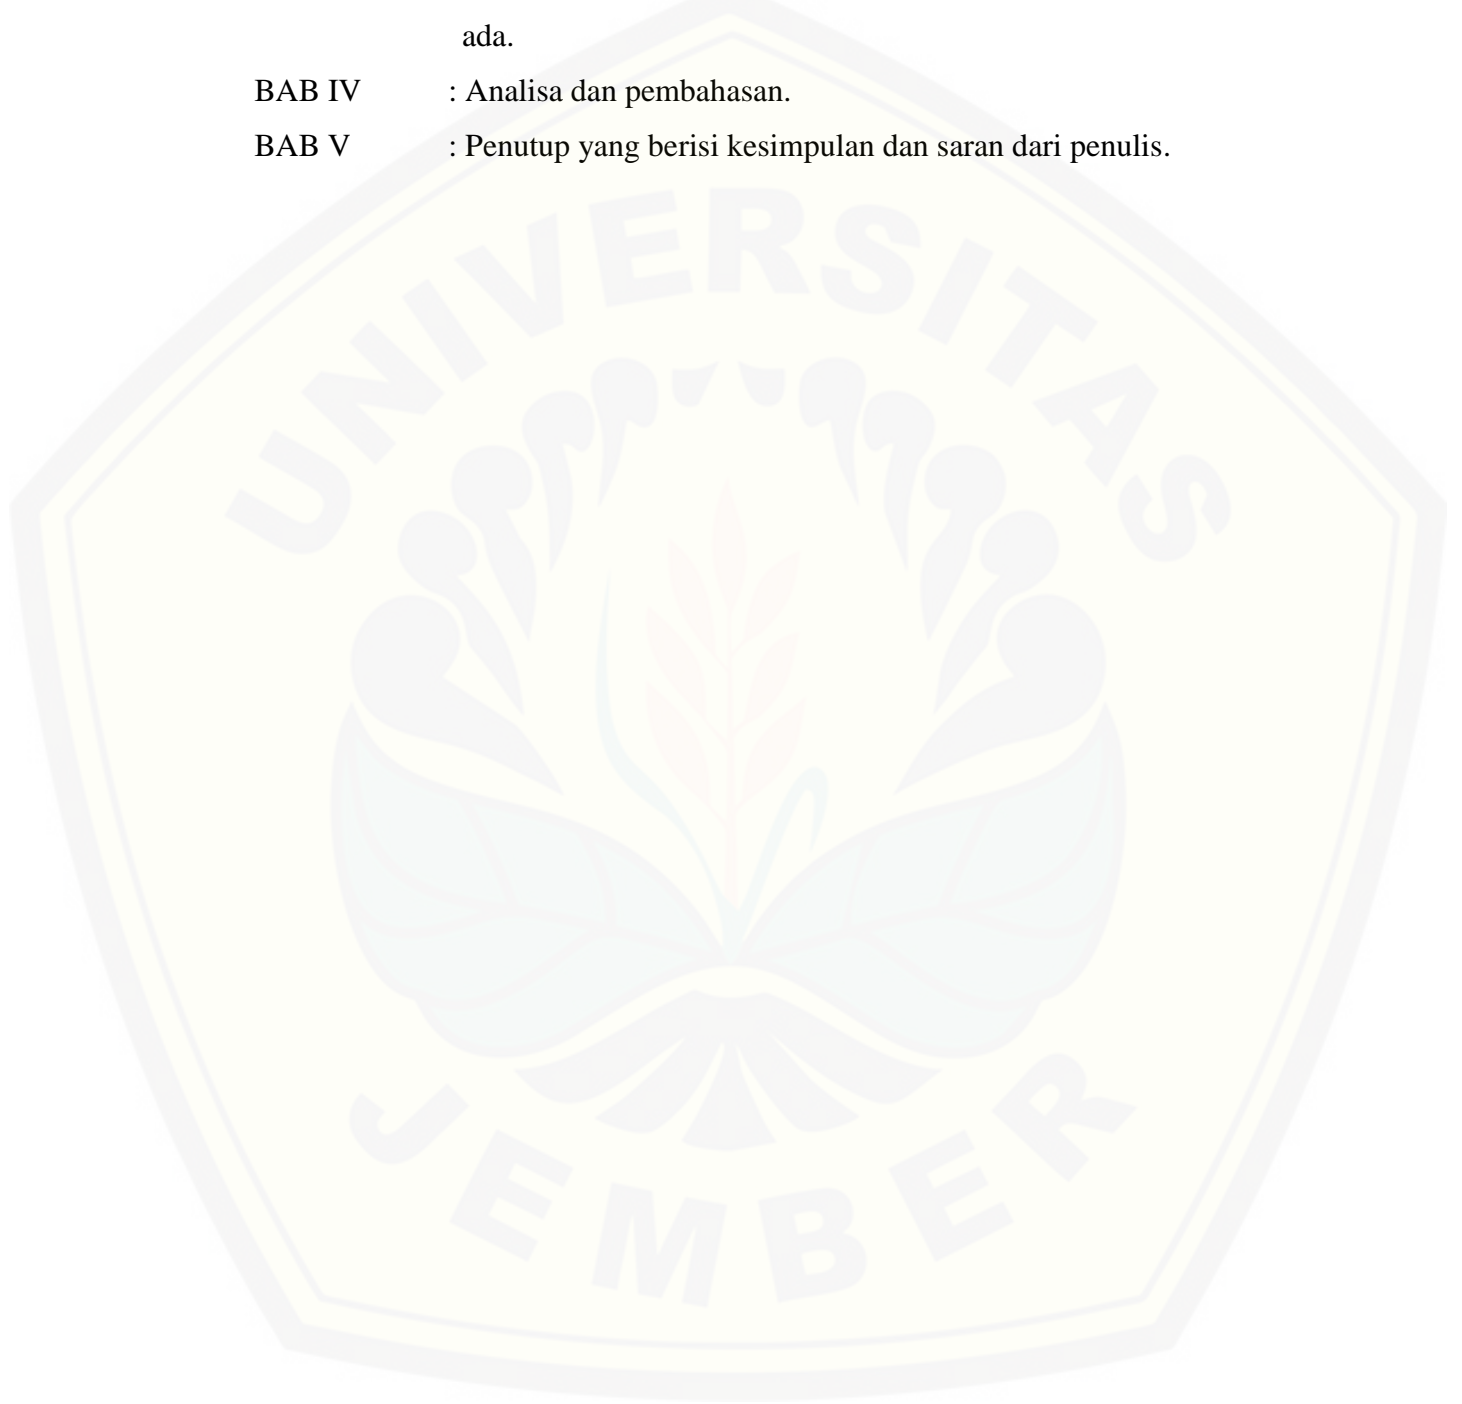 ada.
BAB IV : Analisa dan pembahasan.
BAB V : Penutup yang berisi kesimpulan dan saran dari penulis.
UNIVERSITAS
JEMBER